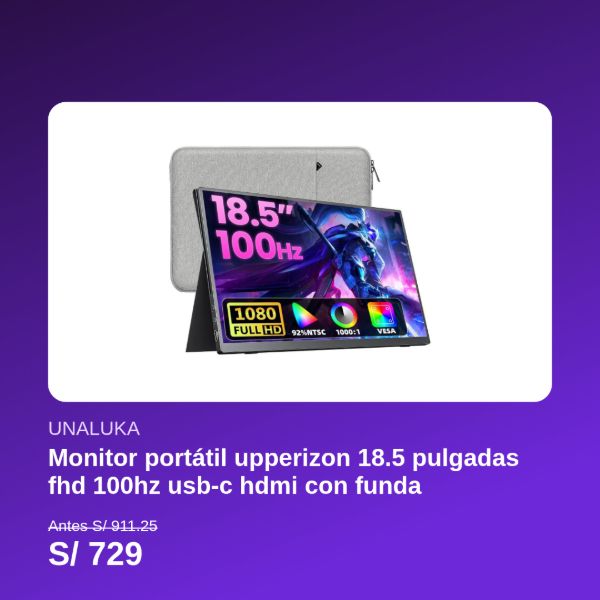 18.5"
100Hz
1080
FULL HD
92%NTSC
1000:1
VESA
UNALUKA
Monitor portátil upperizon 18.5 pulgadas
fhd 100hz usb-c hdmi con funda
Antes S/ 911.25
S/ 729